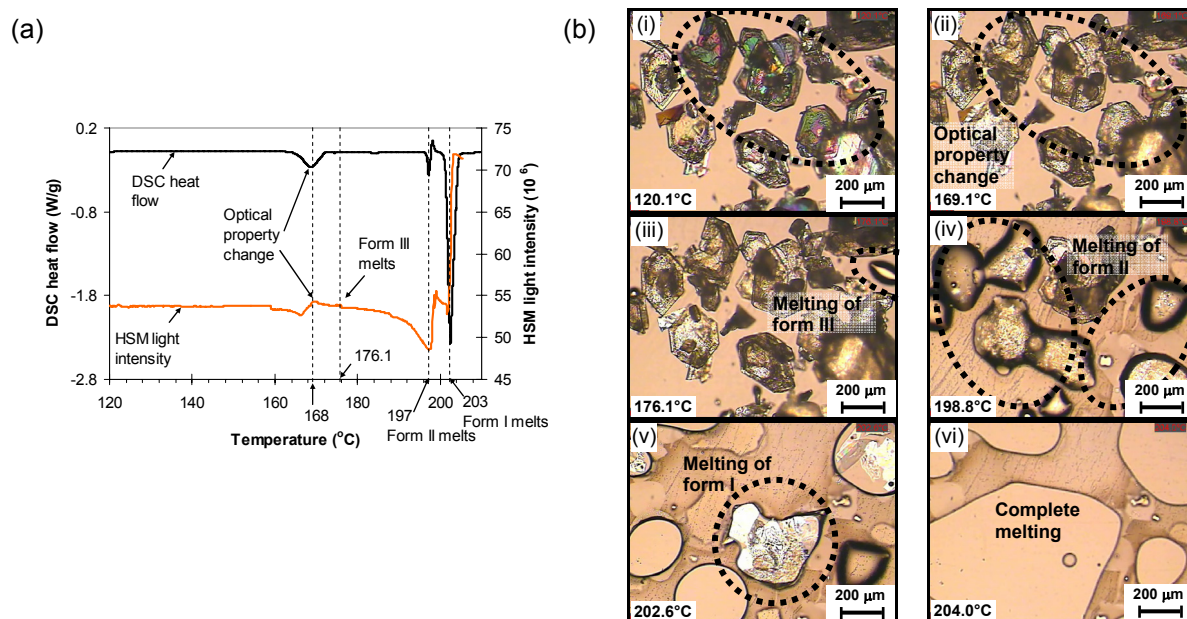 (a)
0.2
-0.8
-1.8
-2.8
DSC heat flow (W/g)
75
70
65
60
55
50
45
HSM light intensity (10 6)
DSC heat
flow
Optical
property
change
Form III
melts
HSM light
intensity
176.1
120
140
160
180
200
168
197
203
Form II melts
Form I melts
Temperature (oC)
(b)
(i)
120.1°C
200 µm
(ii)
Optical
property
change
169.1°C
200 µm
(iii)
Melting of
form III
176.1°C
200 µm
(iv)
Melting of
form II
198.8°C
200 µm
(v)
Melting of
form I
202.6°C
200 µm
(vi)
Complete
melting
204.0°C
200 µm